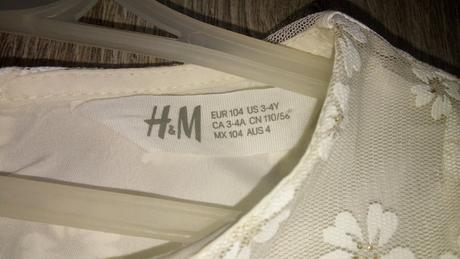 H&M
EUR 104 US 3-4Y
CA 3-4A CN 110/56
MX 104 AUS 4